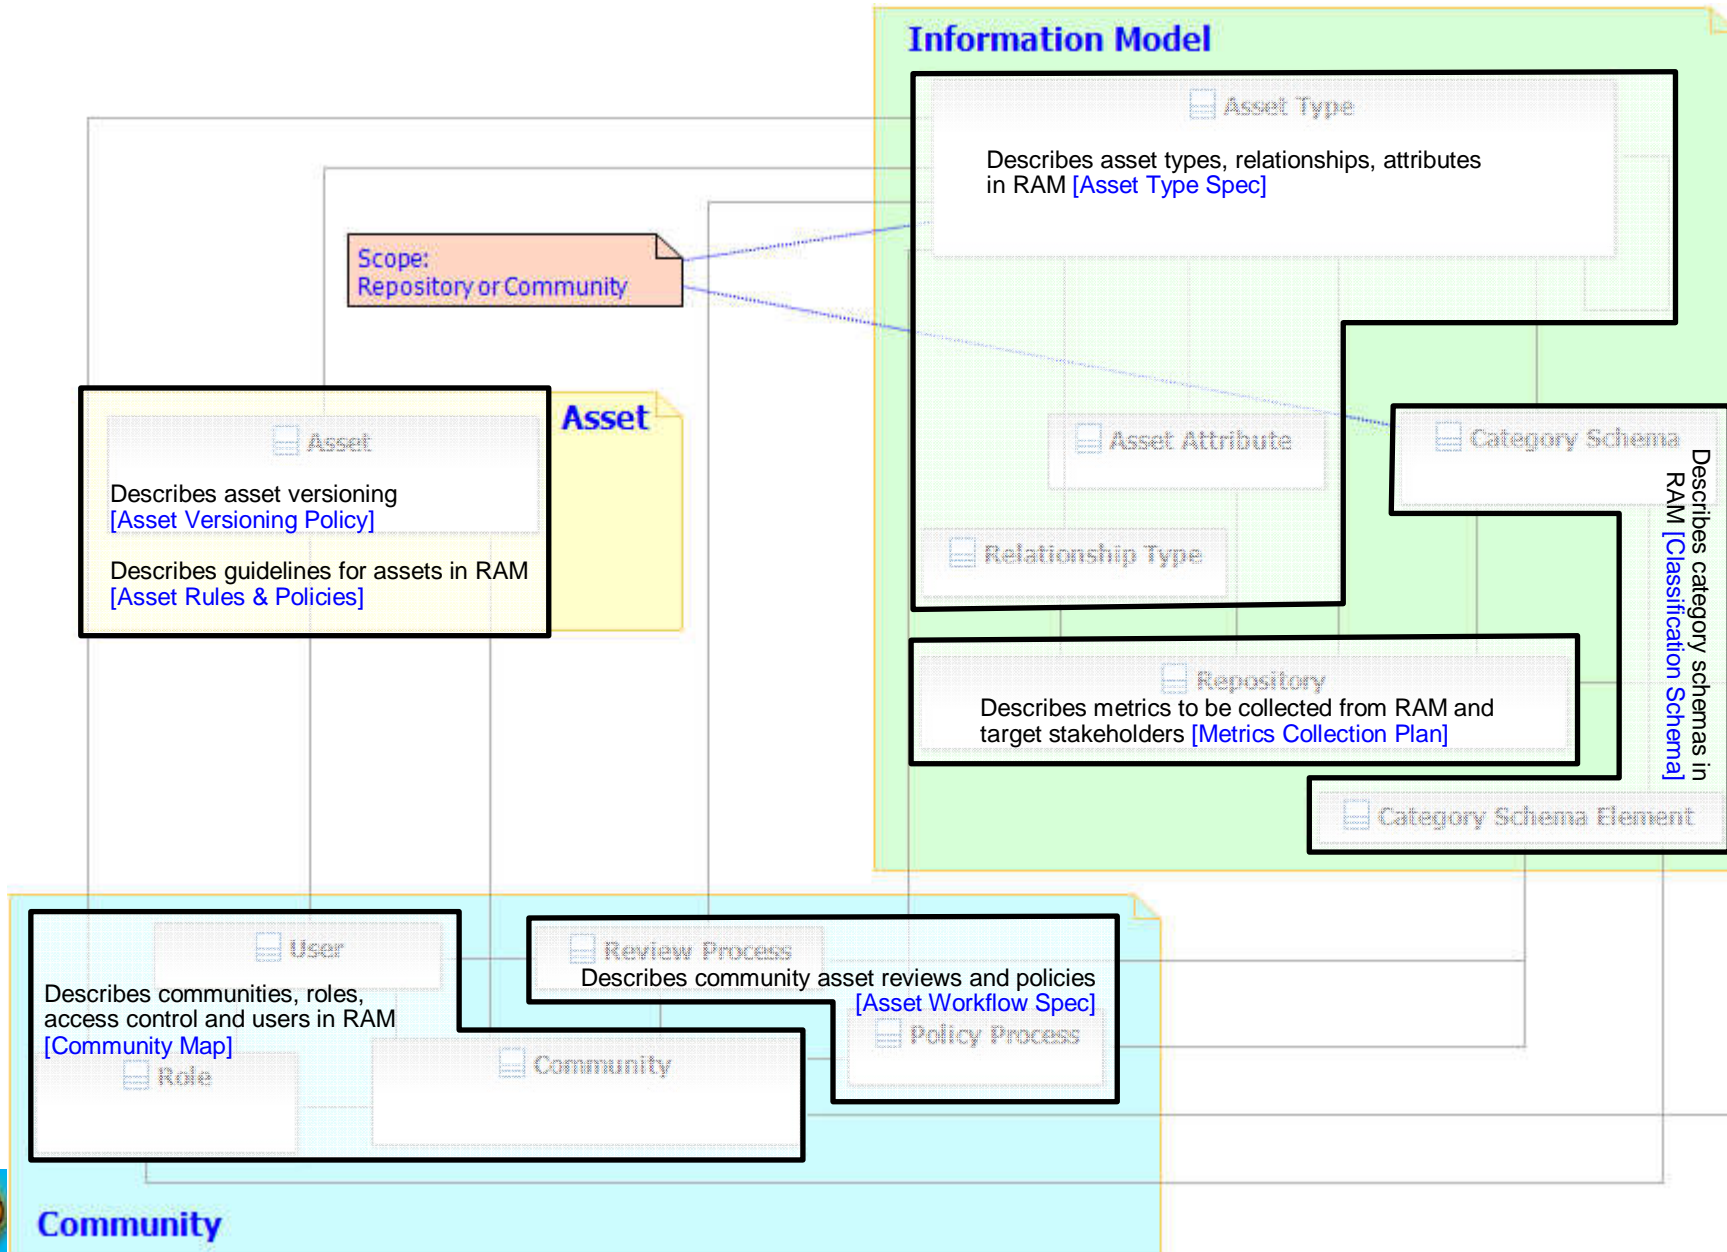 Information Model
Asset Type
Describes asset types, relationships, attributes
in RAM [Asset Type Spec]
Scope:
Repository or Community
Asset
Asset
Describes asset versioning
[Asset Versioning Policy]
Describes guidelines for assets in RAM
[Asset Rules & Policies]
Asset Attribute
Category Schema
Describes category schemas in
RAM [Classification Schema]
Relationship Type
Repository
Describes metrics to be collected from RAM and
target stakeholders [Metrics Collection Plan]
Category Schema Element
User
Describes communities, roles,
access control and users in RAM
[Community Map]
Role
Community
Review Process
Describes community asset reviews and policies
[Asset Workflow Spec]
Policy Process
Community